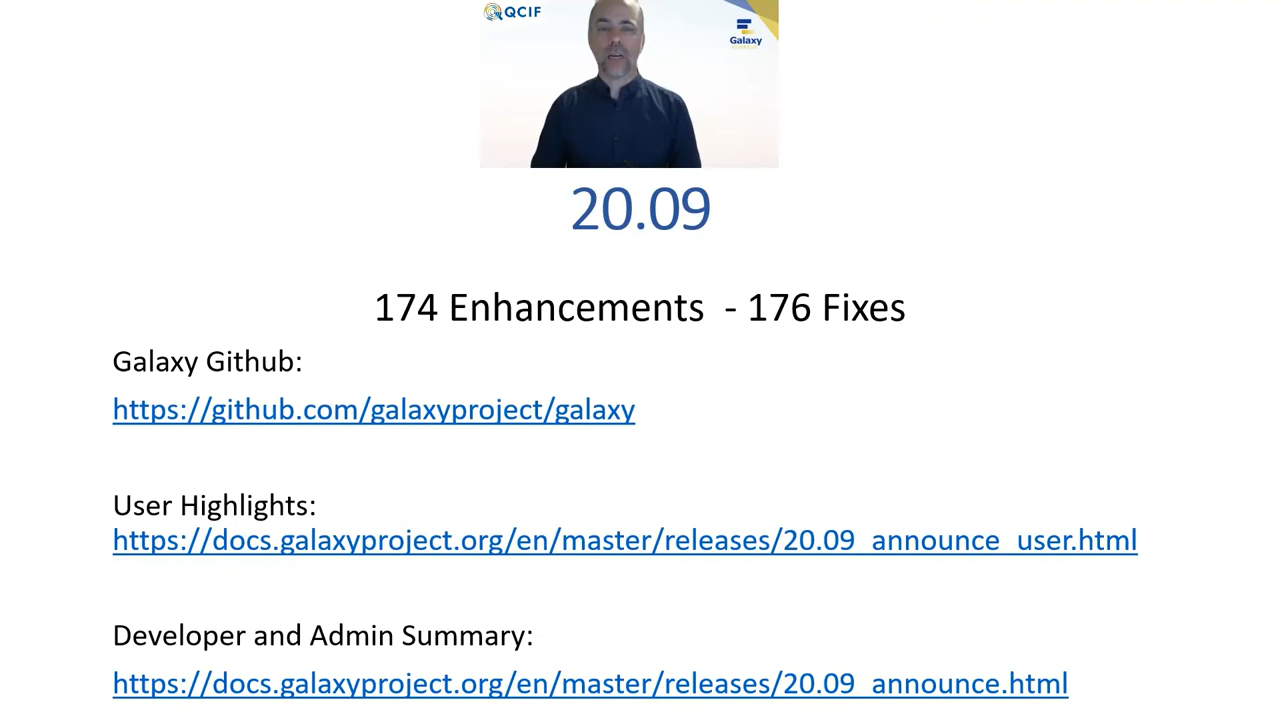 QCIF
Galaxy
20.09
174 Enhancements - 176 Fixes
Galaxy Github:
https://github.com/galaxyproject/galaxy
User Highlights:
https://docs.galaxyproject.org/en/master/releases/20.09_announce_user.html
Developer and Admin Summary:
https://docs.galaxyproject.org/en/master/releases/20.09_announce.html